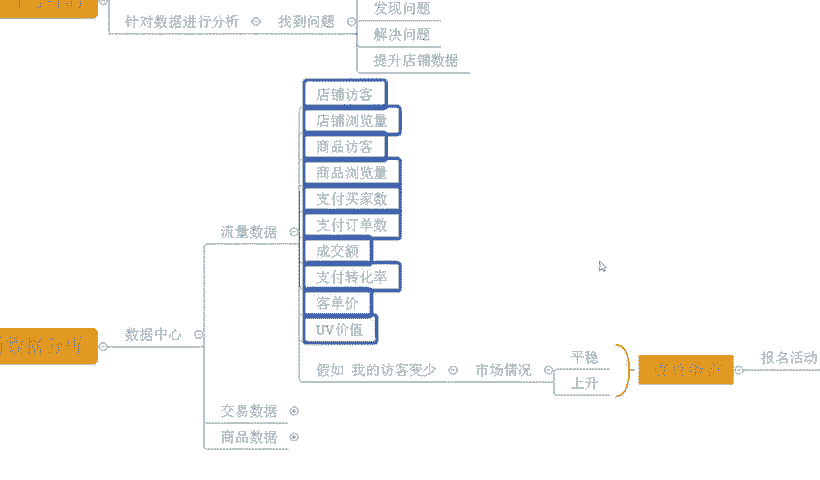 针对数据进行分析
找到问题
发现问题
解决问题
提升店铺数据
店铺访客
店铺浏览量
商品访客
商品浏览量
支付买家数
支付订单数
成交额
支付转化率
客单价
UV价值
流量数据
数据中心
假如 我的访客变少
市场情况
平稳
上升
报名活动
交易数据
商品数据